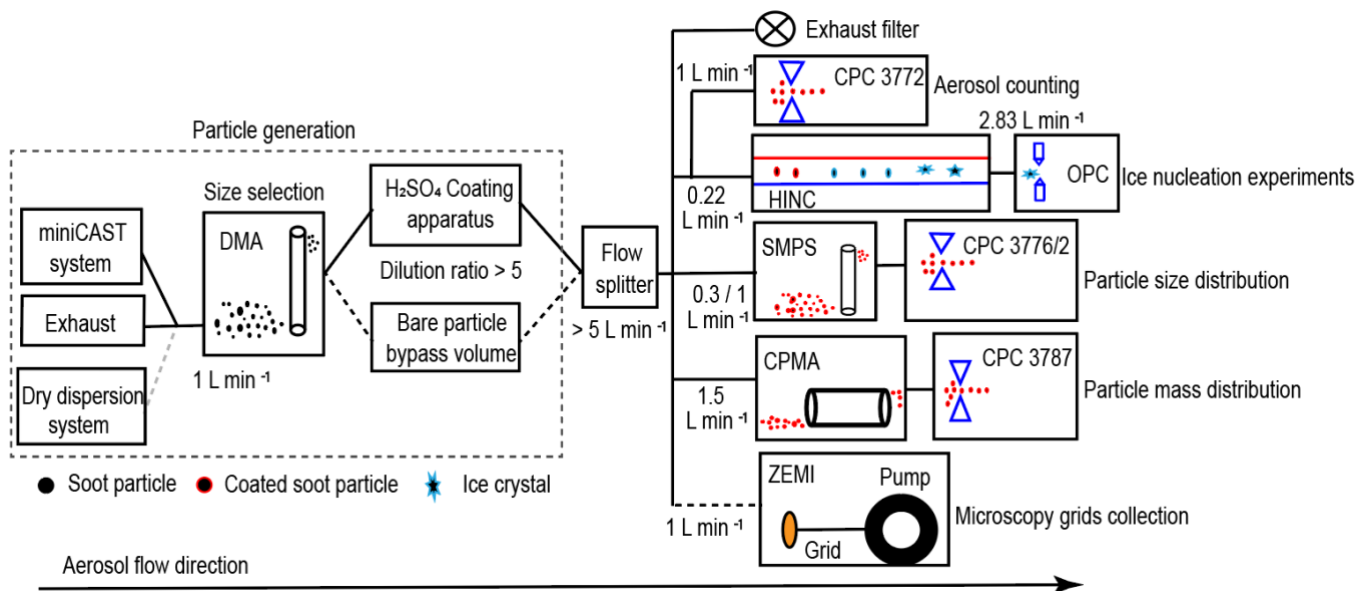 Exhaust filter
1 L min ⁻¹
CPC 3772
Aerosol counting
2.83 L min ⁻¹
Particle generation
Size selection
H₂SO₄ Coating
apparatus
0.22
L min ⁻¹
HINC
OPC
Ice nucleation experiments
miniCAST
system
DMA
Dilution ratio > 5
Flow
splitter
SMPS
CPC 3776/2
Particle size distribution
Exhaust
Bare particle
bypass volume
> 5 L min ⁻¹
0.3 / 1
L min ⁻¹
1 L min ⁻¹
Dry dispersion
system
CPMA
CPC 3787
Particle mass distribution
1.5
L min ⁻¹
Soot particle
Coated soot particle
Ice crystal
ZEMI
Pump
1 L min ⁻¹
Grid
Microscopy grids collection
Aerosol flow direction